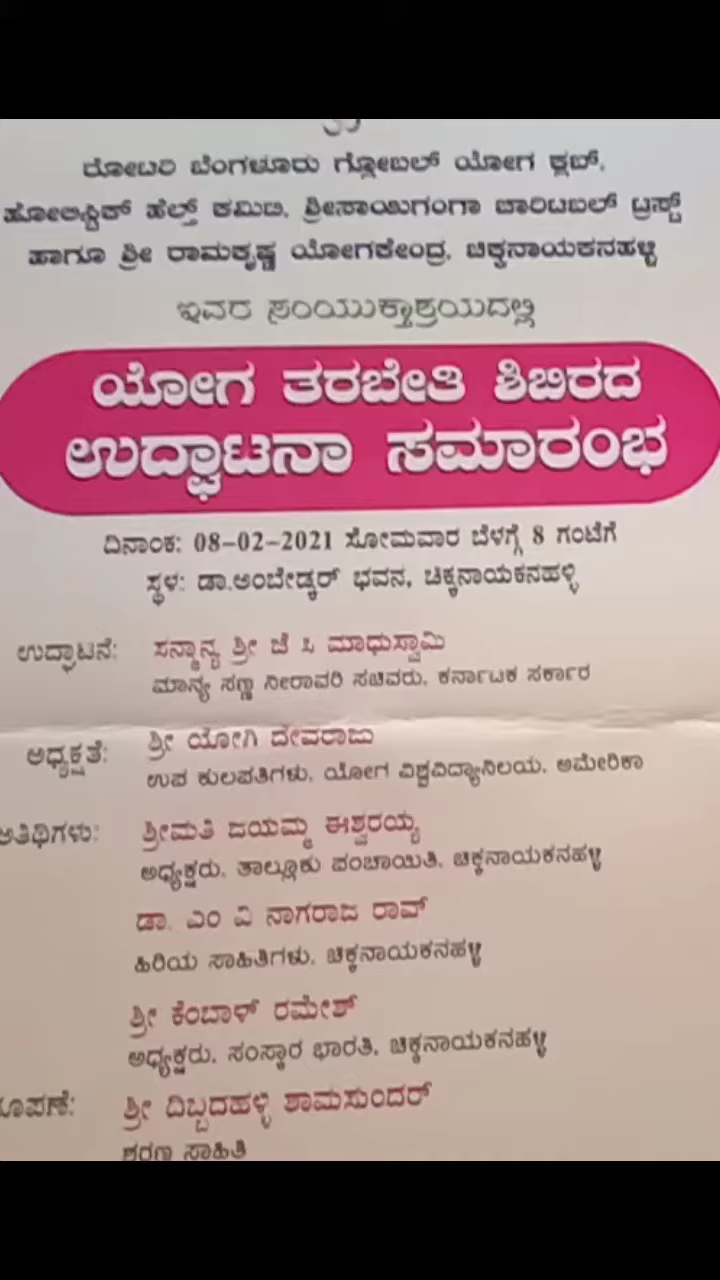 ರೋಟರಿ ಬೆಂಗಳೂರು ಗ್ಲೋಬಲ್ ಯೋಗ ಕ್ಲಬ್,
ಹೋಲಿಸ್ಟಿಕ್ ಹೆಲ್ತ್ ಕಮಿಟಿ, ಶ್ರೀಸಾಯಿಗಂಗಾ ಚಾರಿಟಬಲ್ ಟ್ರಸ್ಟ್
ಹಾಗೂ ಶ್ರೀ ರಾಮಕೃಷ್ಣ ಯೋಗಕೇಂದ್ರ, ಚಿಕ್ಕನಾಯಕನಹಳ್ಳಿ
ಇವರ ಸಂಯುಕ್ತಾಶ್ರಯದಲ್ಲಿ
ಯೋಗ ತರಬೇತಿ ಶಿಬಿರದ
ಉದ್ಘಾಟನಾ ಸಮಾರಂಭ
ದಿನಾಂಕ: 08-02-2021 ಸೋಮವಾರ ಬೆಳಗ್ಗೆ 8 ಗಂಟೆಗೆ
ಸ್ಥಳ: ಡಾ.ಅಂಬೇಡ್ಕರ್ ಭವನ, ಚಿಕ್ಕನಾಯಕನಹಳ್ಳಿ
ಉದ್ಘಾಟನೆ: ಸನ್ಮಾನ್ಯ ಶ್ರೀ ಜೆ ಸಿ ಮಾಧುಸ್ವಾಮಿ
ಮಾನ್ಯ ಸಣ್ಣ ನೀರಾವರಿ ಸಚಿವರು, ಕರ್ನಾಟಕ ಸರ್ಕಾರ
ಅಧ್ಯಕ್ಷತೆ: ಶ್ರೀ ಯೋಗಿ ದೇವರಾಜು
ಉಪ ಕುಲಪತಿಗಳು, ಯೋಗ ವಿಶ್ವವಿದ್ಯಾನಿಲಯ, ಅಮೇರಿಕಾ
ಅತಿಥಿಗಳು: ಶ್ರೀಮತಿ ಜಯಮ್ಮ ಈಶ್ವರಯ್ಯ
ಅಧ್ಯಕ್ಷರು, ತಾಲ್ಲೂಕು ಪಂಚಾಯಿತಿ, ಚಿಕ್ಕನಾಯಕನಹಳ್ಳಿ
ಡಾ. ಎಂ ವಿ ನಾಗರಾಜ ರಾವ್
ಹಿರಿಯ ಸಾಹಿತಿಗಳು, ಚಿಕ್ಕನಾಯಕನಹಳ್ಳಿ
ಶ್ರೀ ಕೆಂಬಾಳ್ ರಮೇಶ್
ಅಧ್ಯಕ್ಷರು, ಸಂಸ್ಕಾರ ಭಾರತಿ, ಚಿಕ್ಕನಾಯಕನಹಳ್ಳಿ
ಶ್ರೀ ದಿಬ್ಬದಹಳ್ಳಿ ಶಾಮಸುಂದರ್
ಶರಣ ಸಾಹಿತಿ